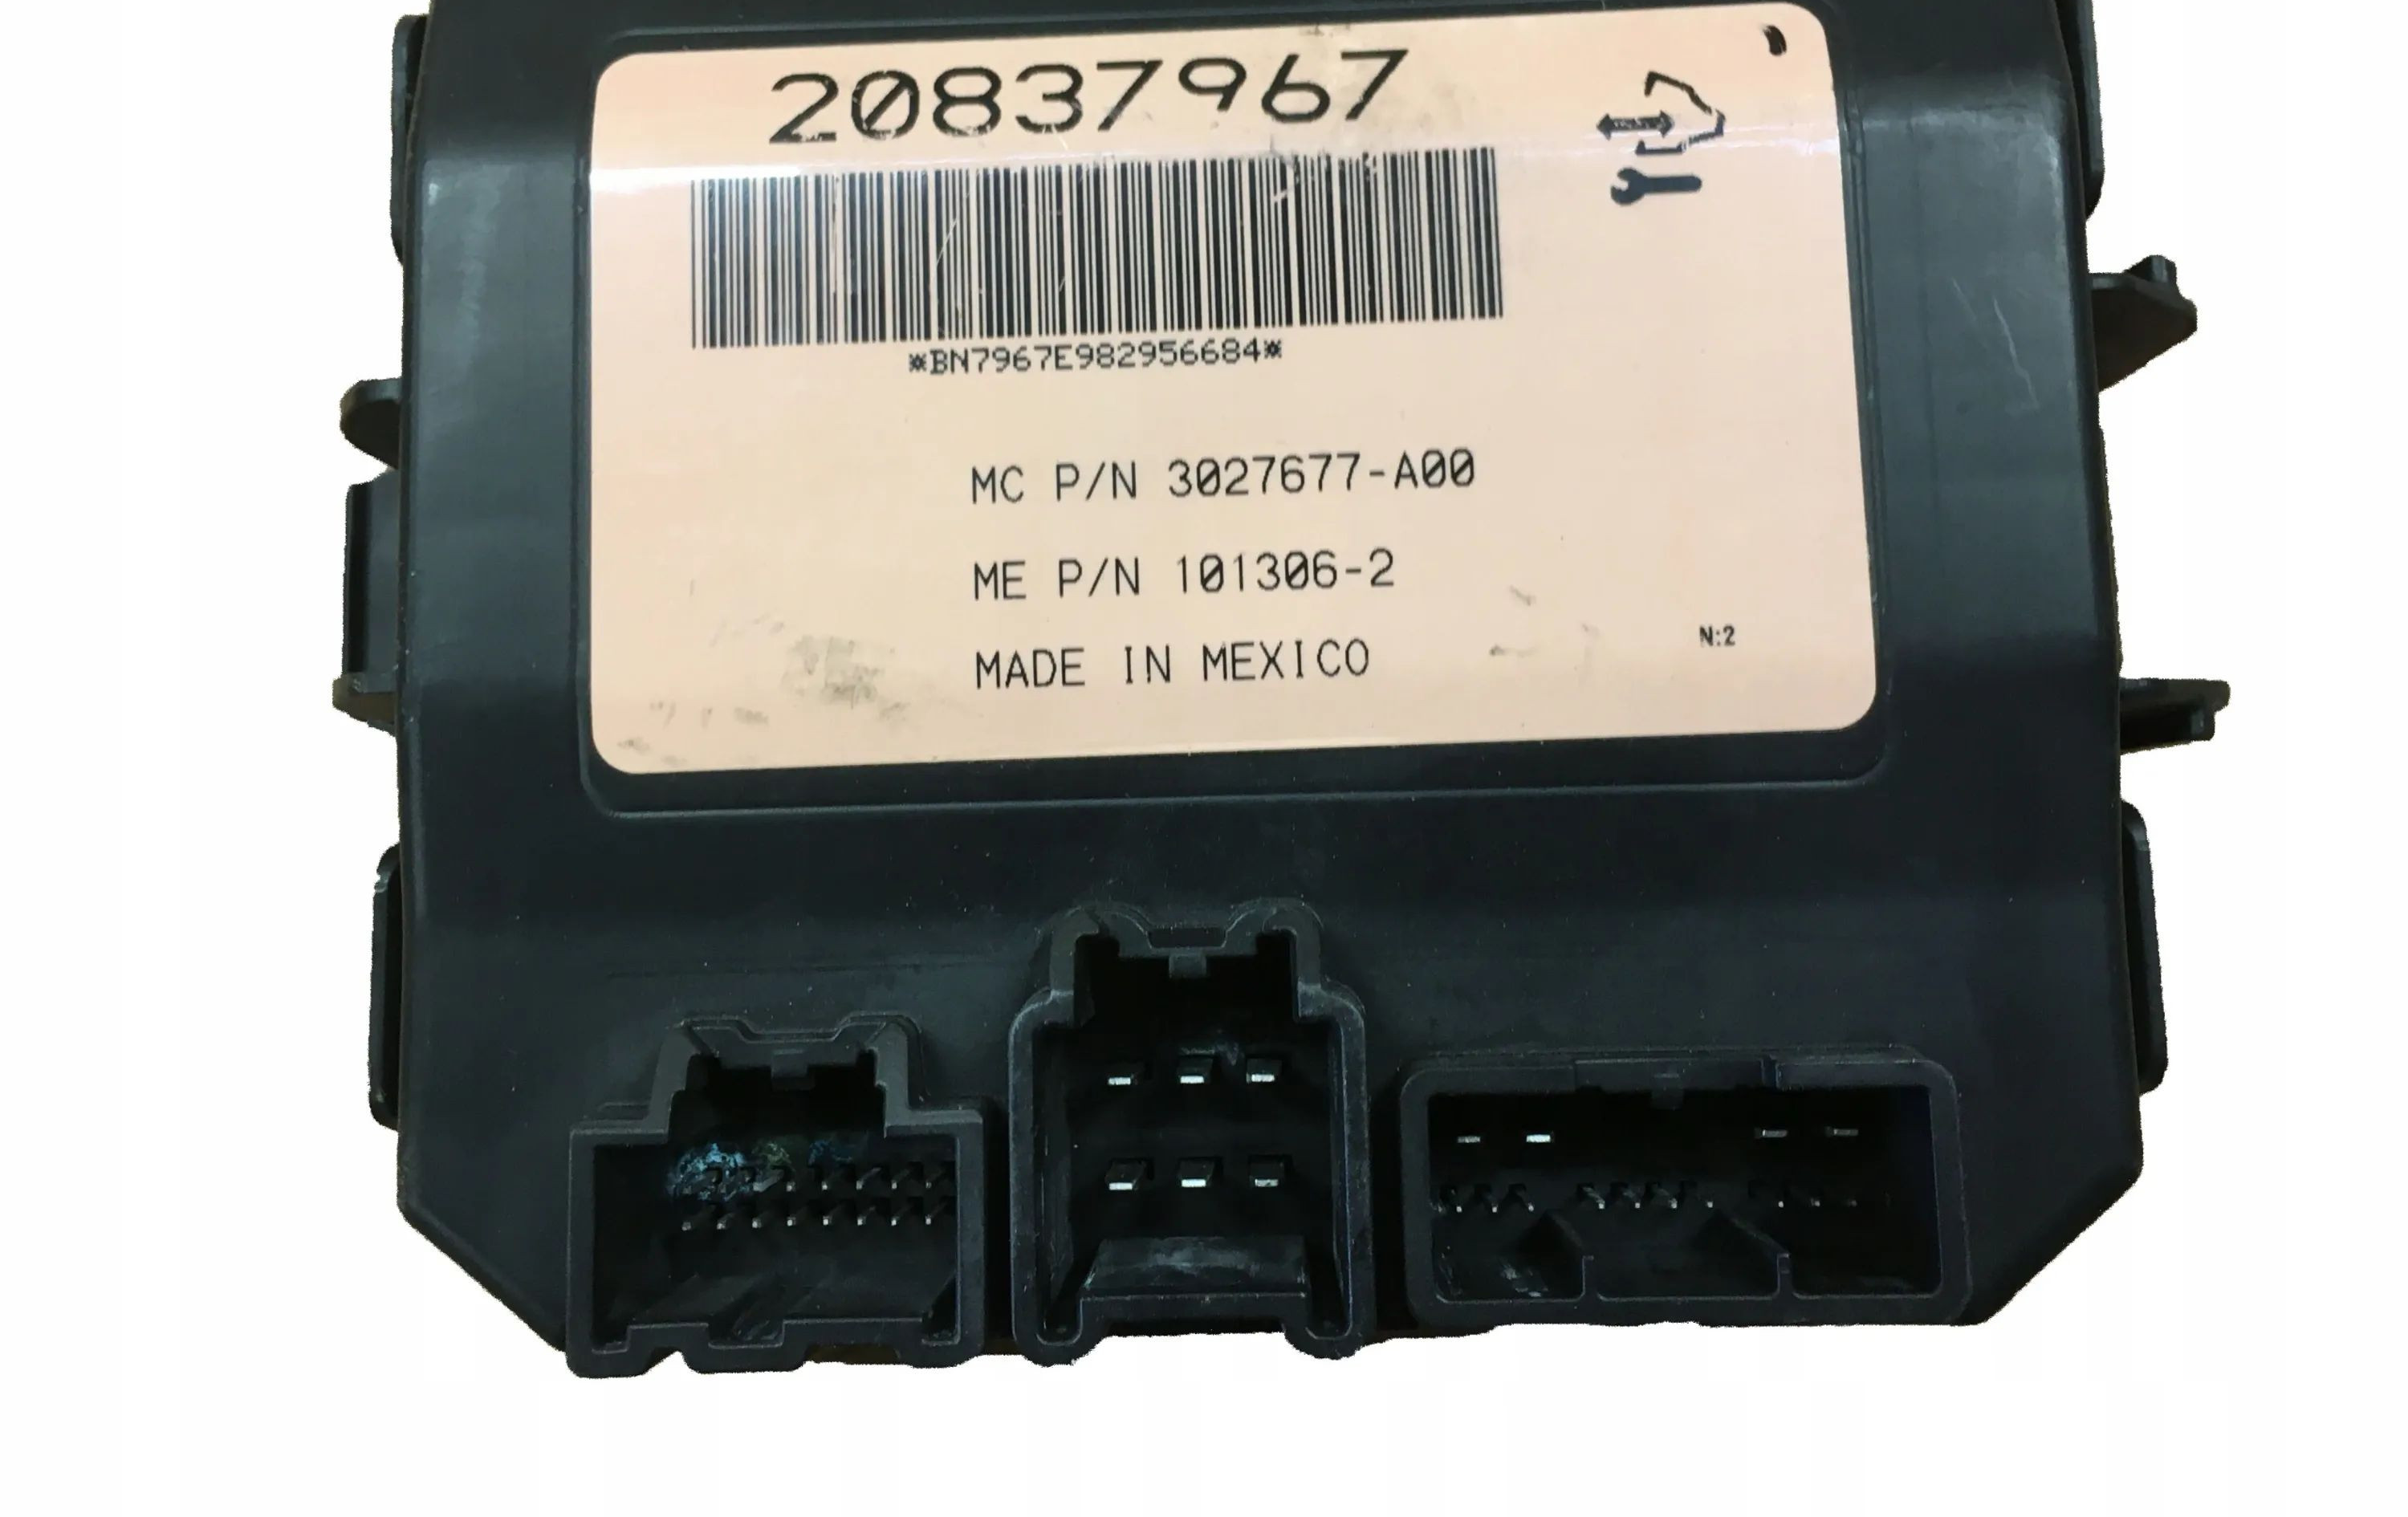 20837967
*BN7967E982956684*
MC P/N 3027677-A00
ME P/N 101306-2
MADE IN MEXICO
N:2